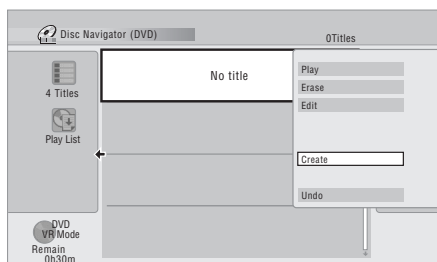 Disc Navigator (DVD)
0Titles
4 Titles
Play List
DVD
VR Mode
Remain
0h30m
No title
Play
Erase
Edit
Create
Undo